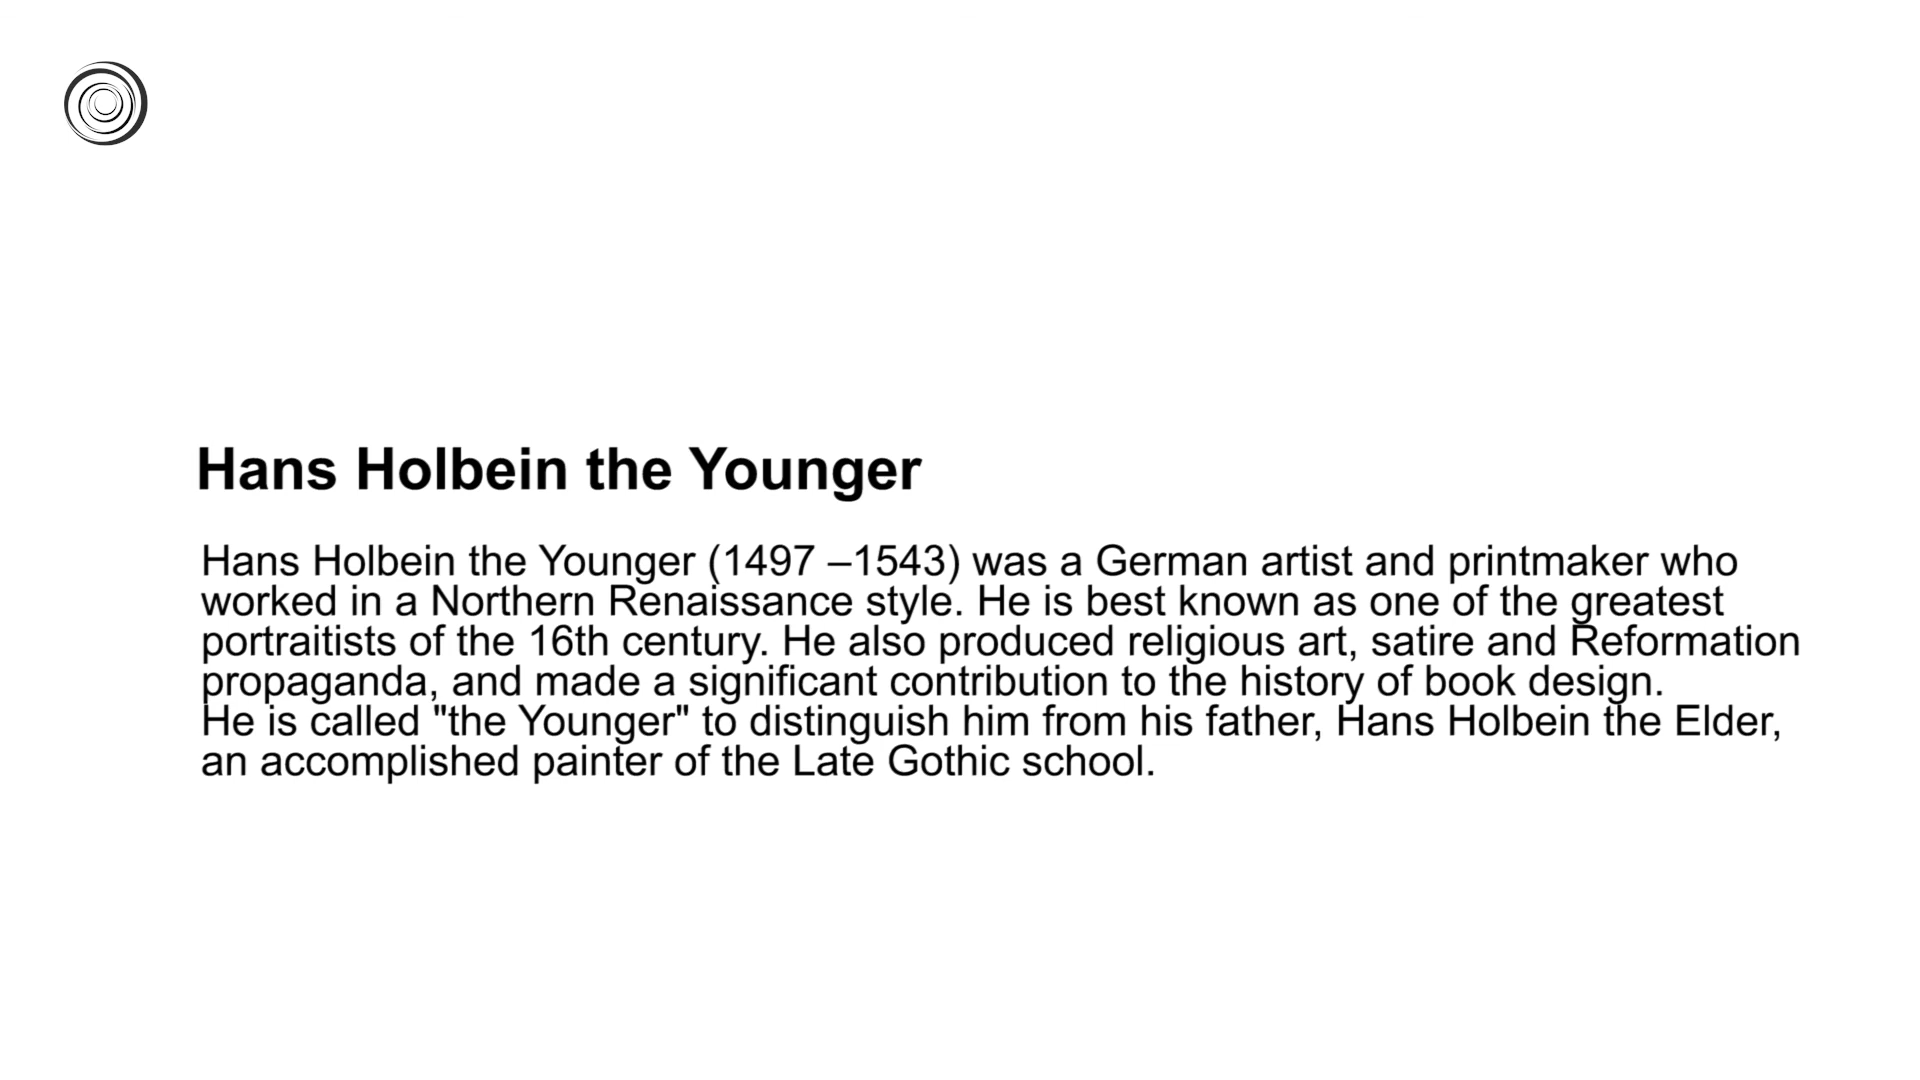 Hans Holbein the Younger
Hans Holbein the Younger (1497 –1543) was a German artist and printmaker who
worked in a Northern Renaissance style. He is best known as one of the greatest
portraitists of the 16th century. He also produced religious art, satire and Reformation
propaganda, and made a significant contribution to the history of book design.
He is called "the Younger" to distinguish him from his father, Hans Holbein the Elder,
an accomplished painter of the Late Gothic school.